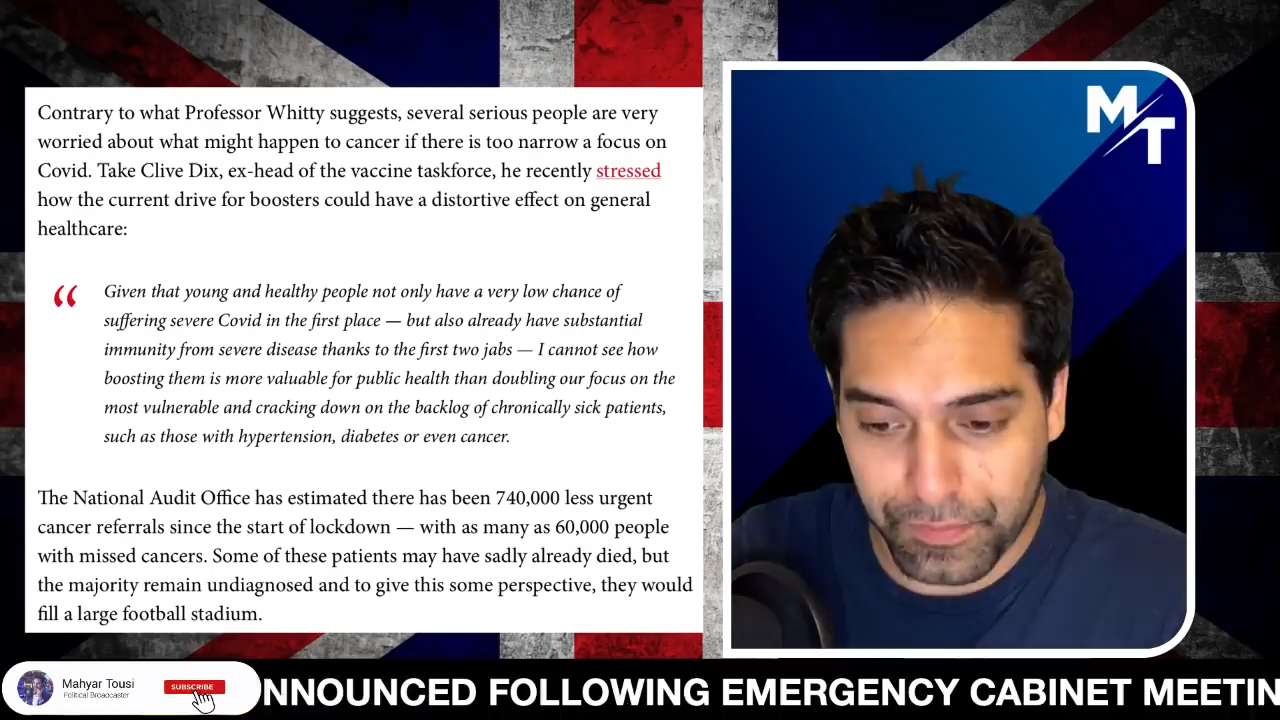 Contrary to what Professor Whitty suggests, several serious people are very
worried about what might happen to cancer if there is too narrow a focus on
Covid. Take Clive Dix, ex-head of the vaccine taskforce, he recently stressed
how the current drive for boosters could have a distortive effect on general
healthcare:
“
Given that young and healthy people not only have a very low chance of
suffering severe Covid in the first place — but also already have substantial
immunity from severe disease thanks to the first two jabs — I cannot see how
boosting them is more valuable for public health than doubling our focus on the
most vulnerable and cracking down on the backlog of chronically sick patients,
such as those with hypertension, diabetes or even cancer.
The National Audit Office has estimated there has been 740,000 less urgent
cancer referrals since the start of lockdown — with as many as 60,000 people
with missed cancers. Some of these patients may have sadly already died, but
the majority remain undiagnosed and to give this some perspective, they would
fill a large football stadium.
M/T
Mahyar Tousi
Political Broadcaster
SUBSCRIBE
NNOUNCED FOLLOWING EMERGENCY CABINET MEETIN